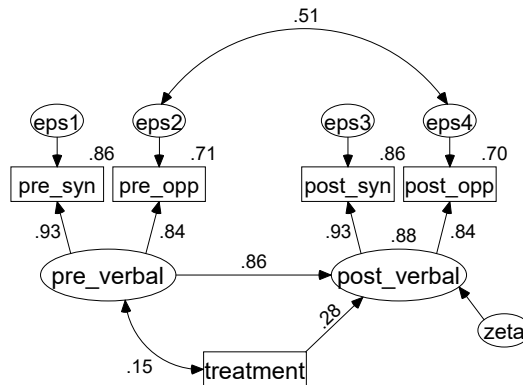 .51
eps1 eps2 eps3 eps4
.86 .71 .86 .70
pre_syn pre_opp post_syn post_opp
.93 .84 .93 .88 .84
pre_verbal .86 post_verbal
.28
zeta
.15 treatment